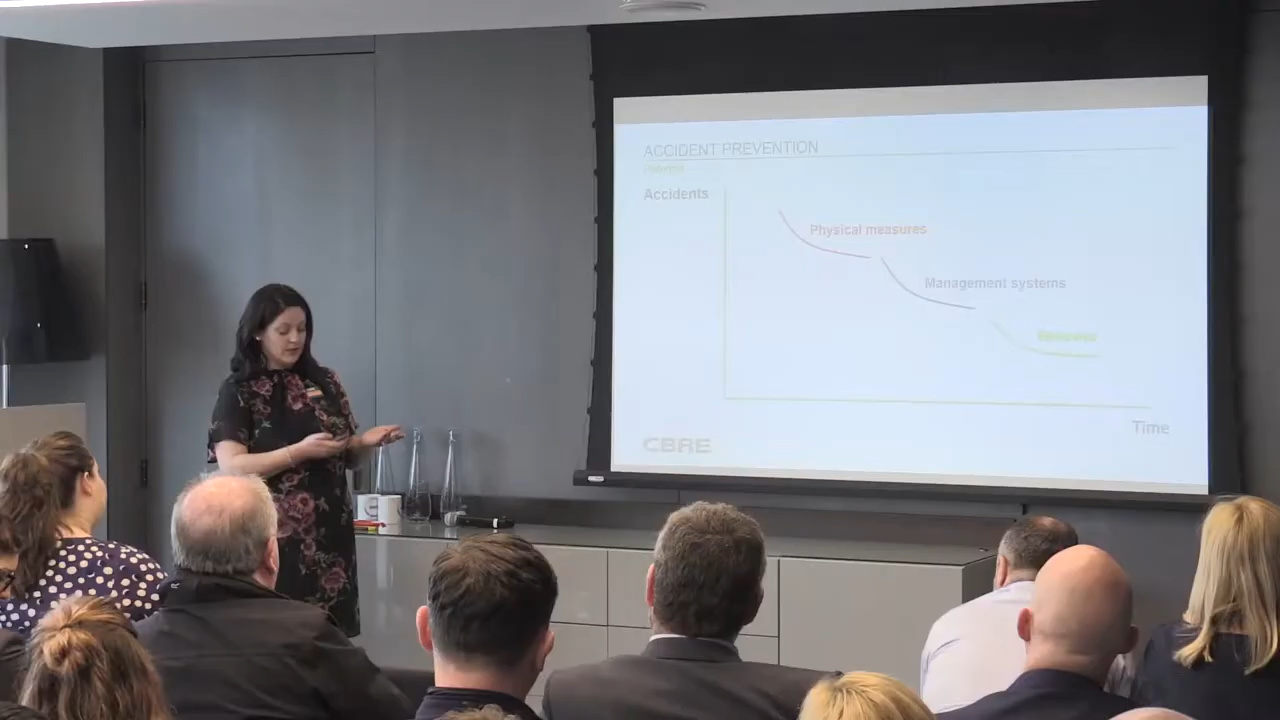 ACCIDENT PREVENTION
Accidents
Physical measures
Management systems
Time
CBRE